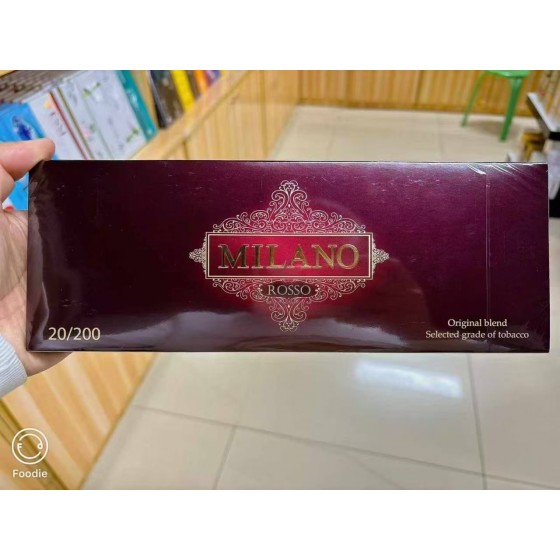 MILANO
ROSSO
20/200
Original blend
Selected grade of tobacco
Foodie